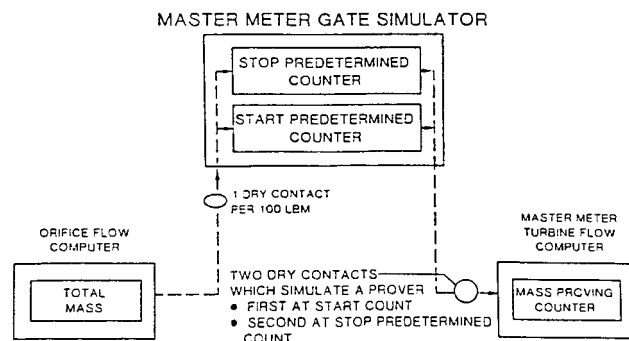 MASTER METER GATE SIMULATOR
STOP PREDETERMINED
COUNTER
START PREDETERMINED
COUNTER
1 DRY CONTACT
PER 100 LBM
ORIFICE FLOW
COMPUTER
TOTAL
MASS
TWO DRY CONTACTS
WHICH SIMULATE A PROVER
• FIRST AT START COUNT
• SECOND AT STOP PREDETERMINED
COUNT
MASTER METER
TURBINE FLOW
COMPUTER
MASS PROVING
COUNTER